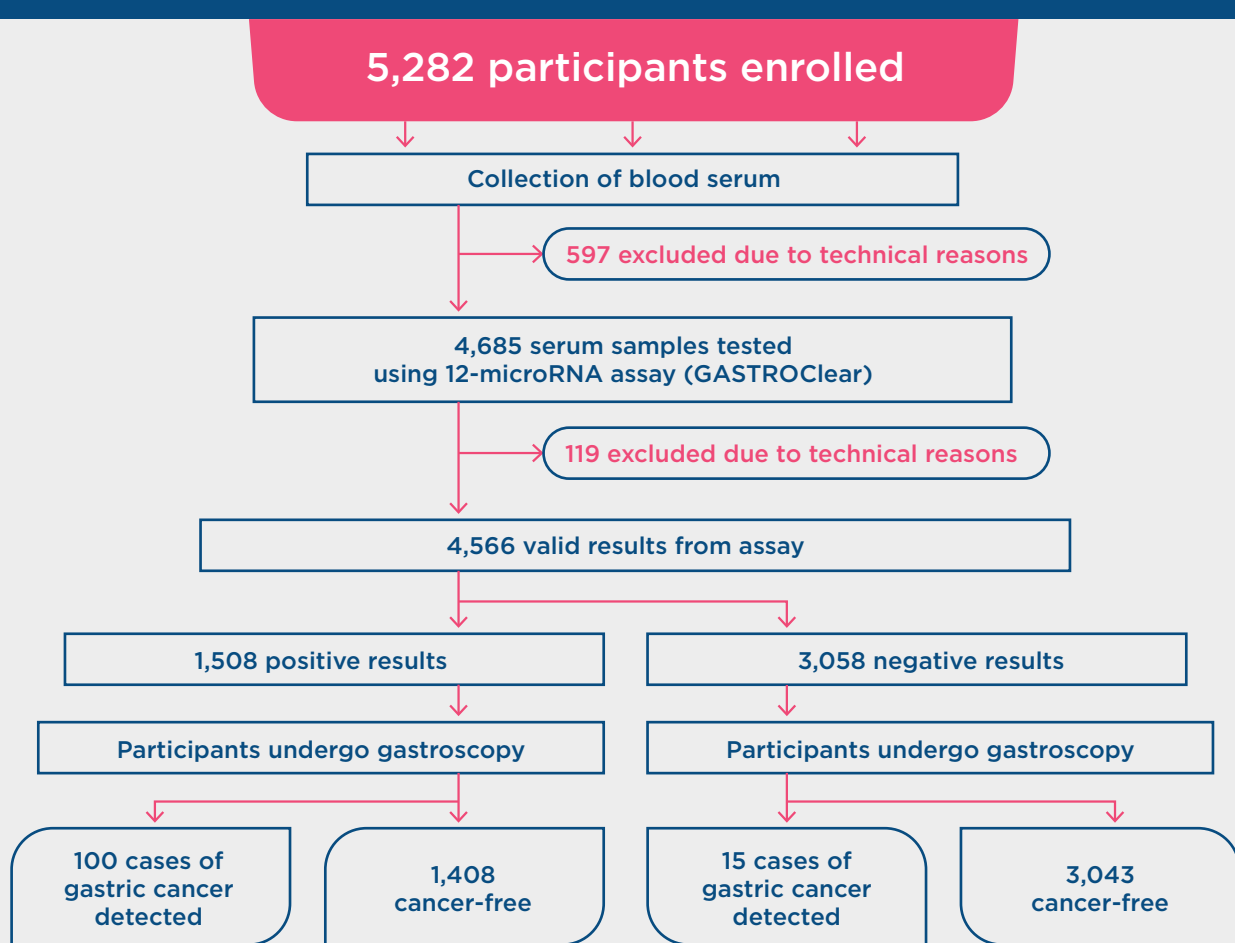 5,282 participants enrolled
Collection of blood serum
597 excluded due to technical reasons
4,685 serum samples tested
using 12-microRNA assay (GASTROClear)
119 excluded due to technical reasons
4,566 valid results from assay
1,508 positive results
3,058 negative results
Participants undergo gastroscopy
Participants undergo gastroscopy
100 cases of
gastric cancer
detected
1,408
cancer-free
15 cases of
gastric cancer
detected
3,043
cancer-free